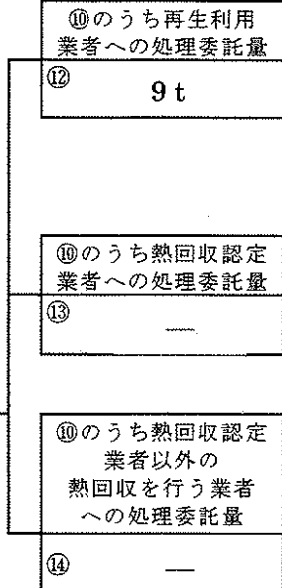 ⑩のうち再生利用
業者への処理委託量
⑫
9 t
⑩のうち熱回収認定
業者への処理委託量
⑬
―
⑩のうち熱回収認定
業者以外の
熱回収を行う業者
への処理委託量
⑭
―